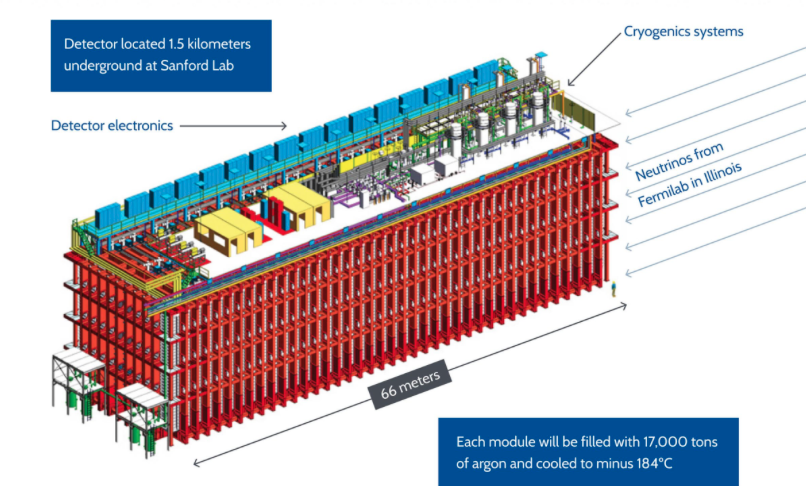 Detector located 1.5 kilometers
underground at Sanford Lab
Cryogenics systems
Detector electronics
Neutrinos from
Fermilab in Illinois
66 meters
Each module will be filled with 17,000 tons
of argon and cooled to minus 184°C